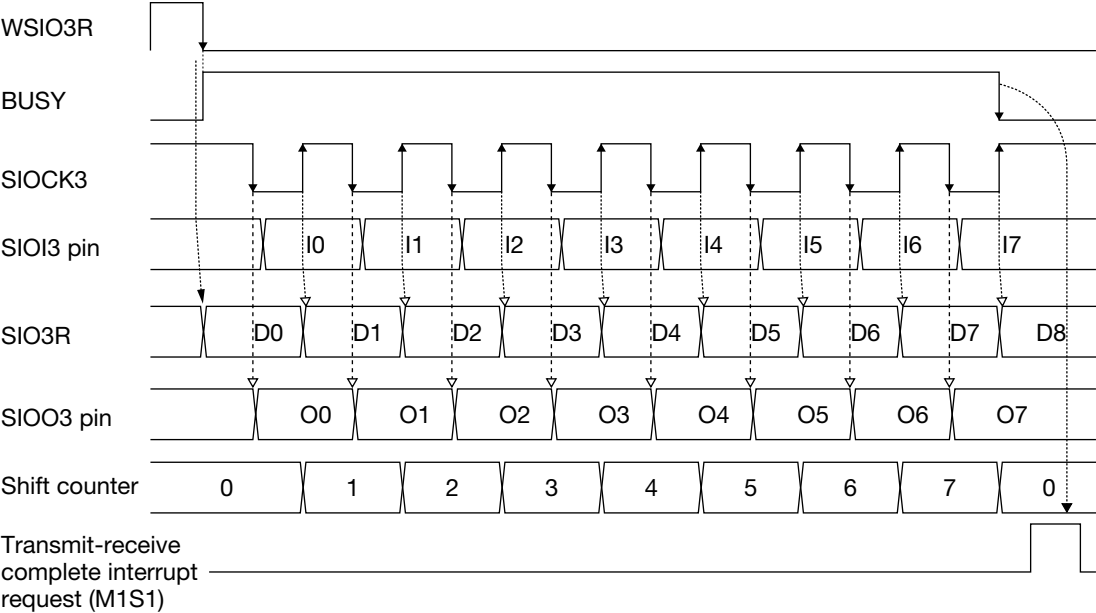 WSIO3R
BUSY
SIOCK3
SIOI3 pin I0 I1 I2 I3 I4 I5 I6 I7
SIO3R D0 D1 D2 D3 D4 D5 D6 D7 D8
SIOO3 pin O0 O1 O2 O3 O4 O5 O6 O7
Shift counter 0 1 2 3 4 5 6 7 0
Transmit-receive
complete interrupt
request (M1S1)